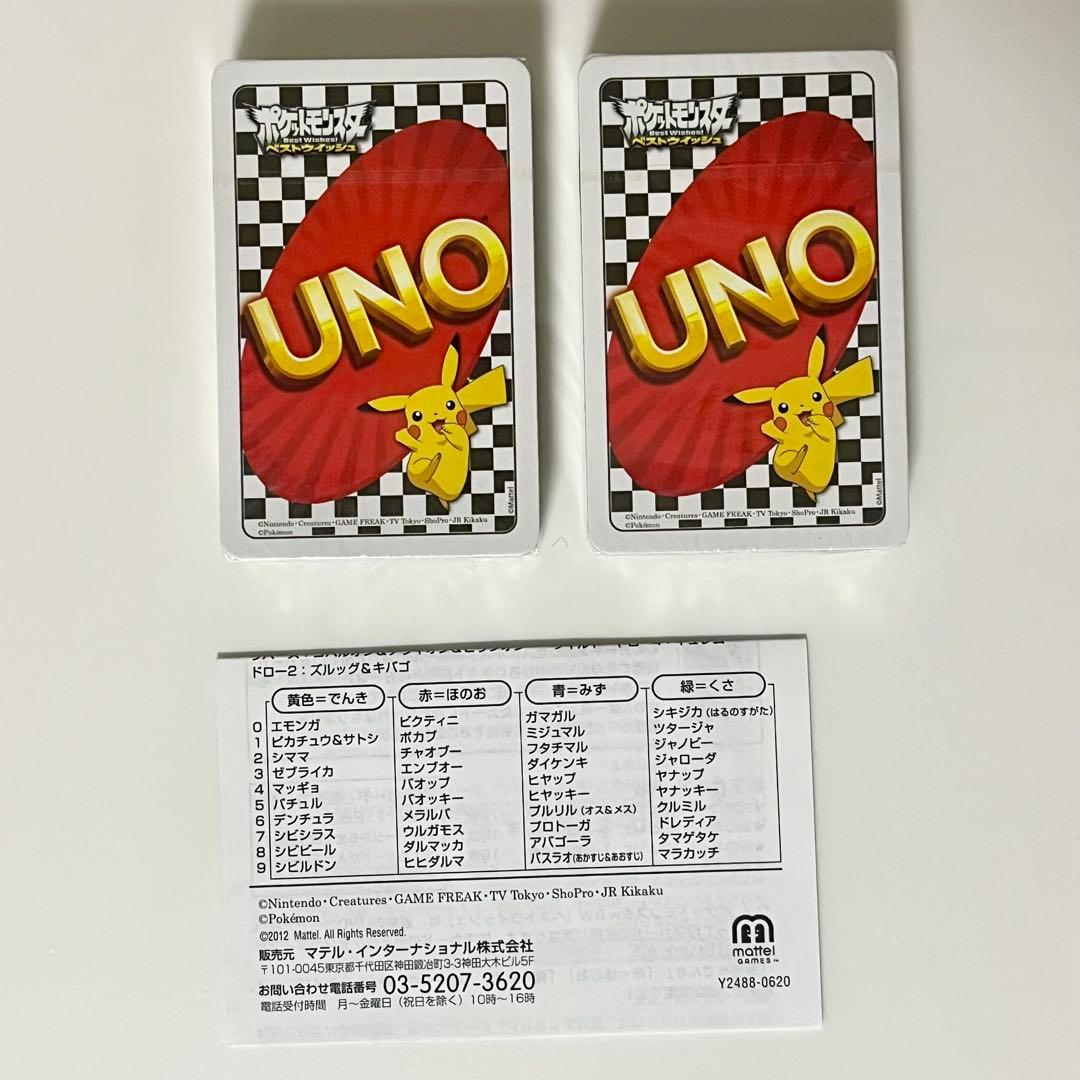 ポケットモンスター
Best Wishes!
ベストウイッシュ
UNO
©Mattel
©Nintendo・Creatures・GAME FREAK・TV Tokyo・ShoPro・JR Kikaku
©Pokémon
ポケットモンスター
Best Wishes!
ベストウイッシュ
UNO
©Mattel
©Nintendo・Creatures・GAME FREAK・TV Tokyo・ShoPro・JR Kikaku
©Pokémon
ドロー2：ズルッグ&キバゴ
黄色=でんき 赤=ほのお 青=みず 緑=くさ
0 エモンガ ビクティニ ガマガル シキジカ (はるのすがた)
1 ピカチュウ&サトシ ポカブ ミジュマル ツタージャ
2 シママ チャオブー フタチマル ジャノビー
3 ゼブライカ エンブオー ダイケンキ ジャローダ
4 マッギョ バオップ ヒヤップ ヤナップ
5 バチュル バオッキー ヒヤッキー ヤナッキー
6 デンチュラ メラルバ プルリル (オス&メス) クルミル
7 シビシラス ウルガモス プロトーガ ドレディア
8 シビビール ダルマッカ アバゴーラ タマゲタケ
9 シビルドン ヒヒダルマ バスラオ(あかすじ&あおすじ) マラカッチ
©Nintendo・Creatures・GAME FREAK・TV Tokyo・ShoPro・JR Kikaku
©Pokémon
©2012 Mattel. All Rights Reserved.
販売元 マテル・インターナショナル株式会社
〒101-0045東京都千代田区神田鍛冶町3-3神田大木ビル5F
お問い合わせ電話番号 03-5207-3620
電話受付時間 月〜金曜日（祝日を除く）10時〜16時
mattel
GAMES™
Y2488-0620